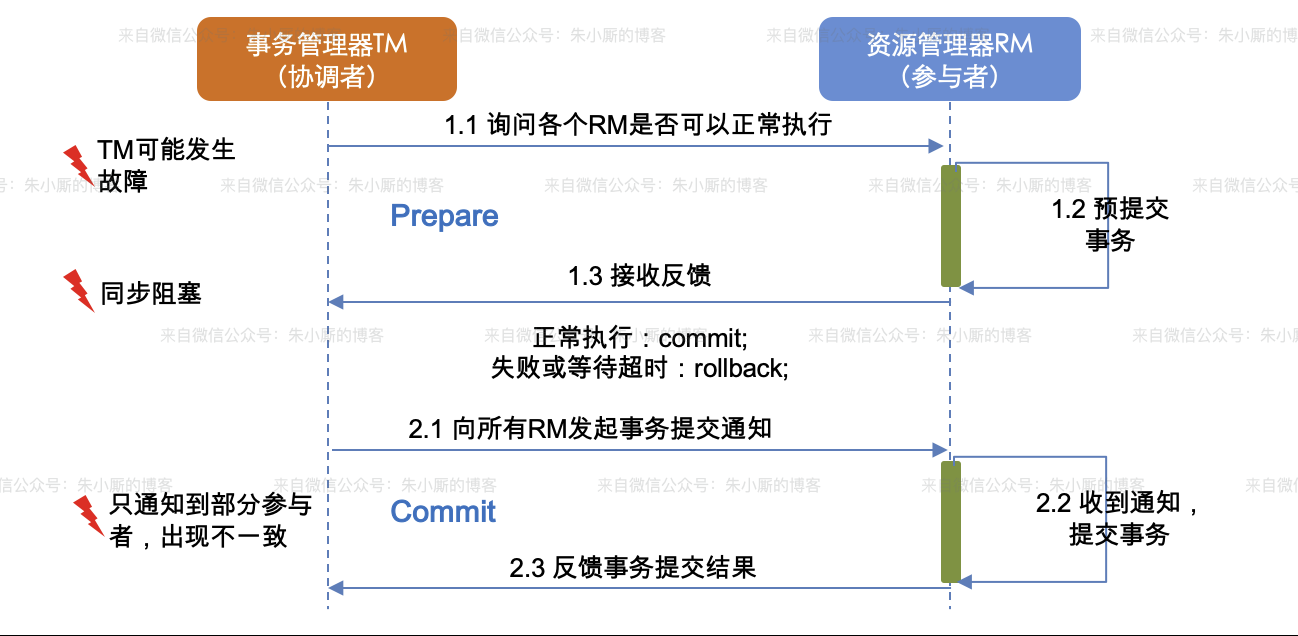 来自微信公众号：朱小厮的博客
事务管理器TM
（协调者）
资源管理器RM
（参与者）
1.1 询问各个RM是否可以正常执行
TM可能发生
故障
Prepare
1.2 预提交
事务
1.3 接收反馈
同步阻塞
正常执行：commit;
失败或等待超时：rollback;
2.1 向所有RM发起事务提交通知
只通知到部分参与
者，出现不一致
Commit
2.2 收到通知，
提交事务
2.3 反馈事务提交结果